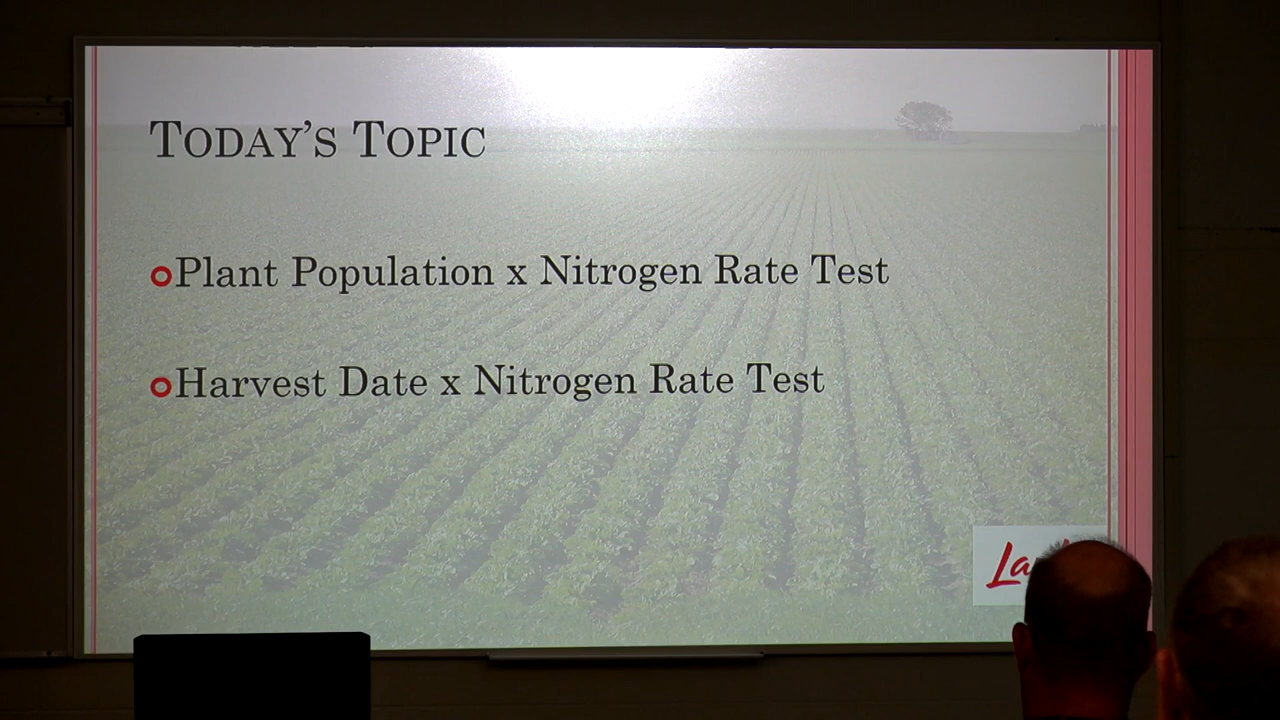 TODAY'S TOPIC
Plant Population x Nitrogen Rate Test
Harvest Date x Nitrogen Rate Test